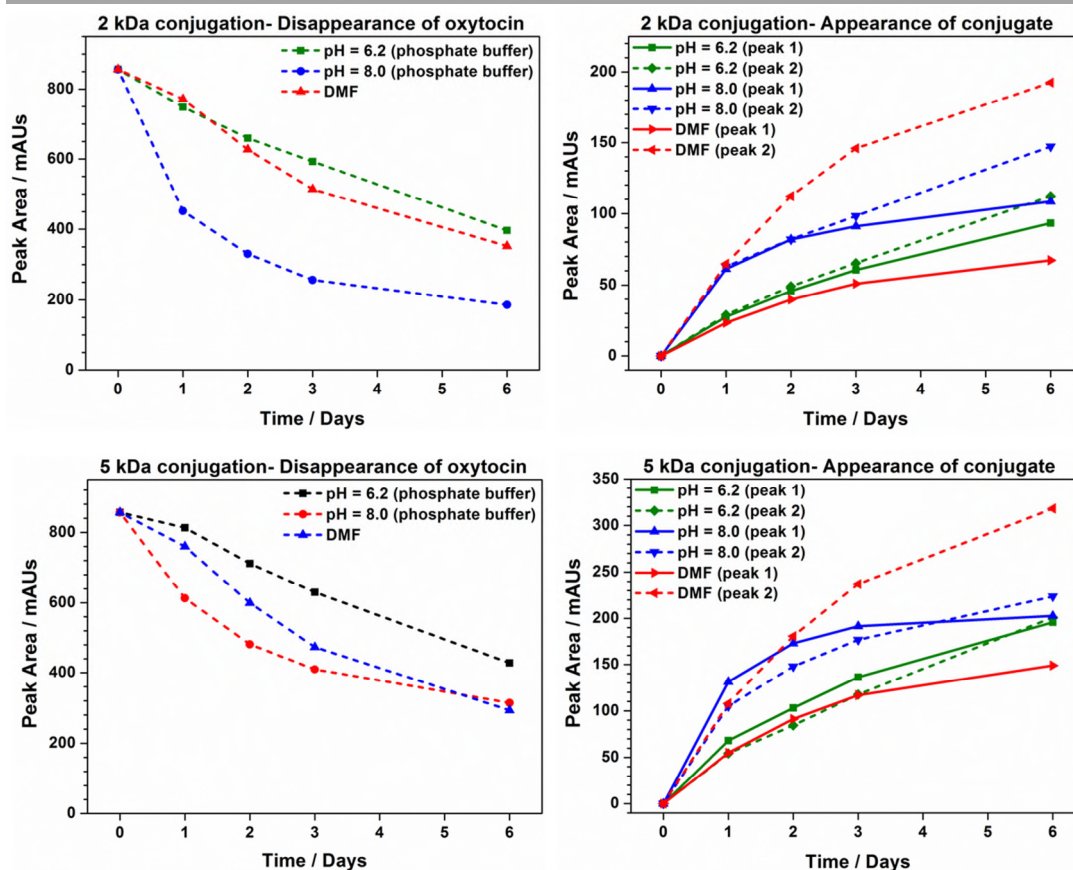 2 kDa conjugation- Disappearance of oxytocin
pH = 6.2 (phosphate buffer)
pH = 8.0 (phosphate buffer)
DMF
800
600
400
200
0
Peak Area / mAUs
0 1 2 3 4 5 6
Time / Days
2 kDa conjugation- Appearance of conjugate
pH = 6.2 (peak 1)
pH = 6.2 (peak 2)
pH = 8.0 (peak 1)
pH = 8.0 (peak 2)
DMF (peak 1)
DMF (peak 2)
200
150
100
50
0
Peak Area / mAUs
0 1 2 3 4 5 6
Time / Days
5 kDa conjugation- Disappearance of oxytocin
pH = 6.2 (phosphate buffer)
pH = 8.0 (phosphate buffer)
DMF
800
600
400
200
0
Peak Area / mAUs
0 1 2 3 4 5 6
Time / Days
5 kDa conjugation- Appearance of conjugate
pH = 6.2 (peak 1)
pH = 6.2 (peak 2)
pH = 8.0 (peak 1)
pH = 8.0 (peak 2)
DMF (peak 1)
DMF (peak 2)
350
300
250
200
150
100
50
0
Peak Area / mAUs
0 1 2 3 4 5 6
Time / Days